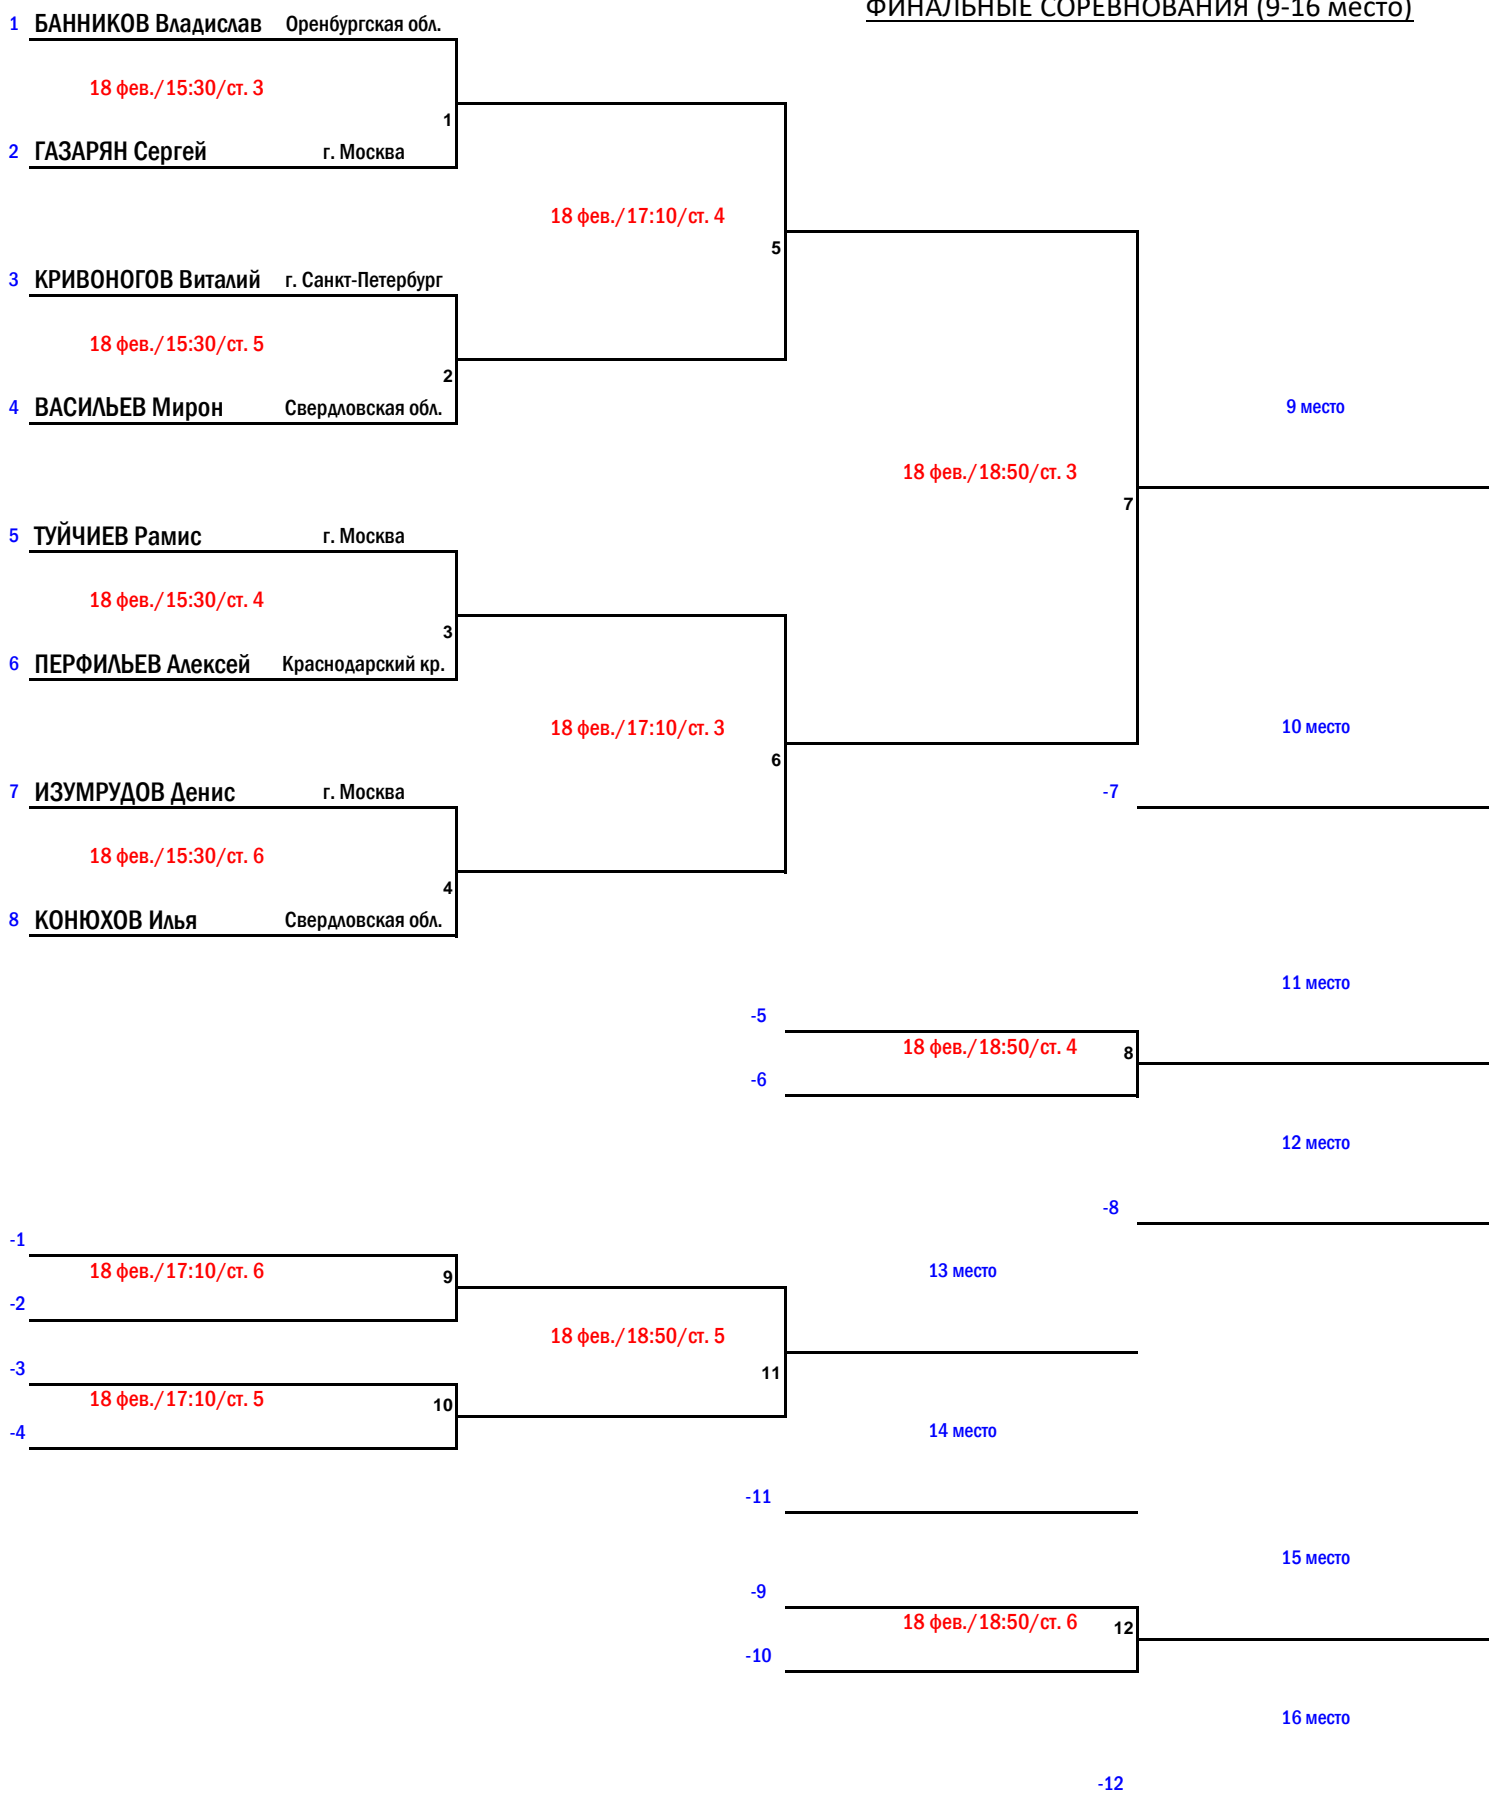 ФИНАЛЬНЫЕ СОРЕВНОВАНИЯ (9-16 место)
1 БАННИКОВ Владислав Оренбургская обл.
18 фев./15:30/ст. 3
1
2 ГАЗАРЯН Сергей г. Москва
18 фев./17:10/ст. 4
5
3 КРИВОНОГОВ Виталий г. Санкт-Петербург
18 фев./15:30/ст. 5
2
4 ВАСИЛЬЕВ Мирон Свердловская обл.
9 место
18 фев./18:50/ст. 3
7
5 ТУЙЧИЕВ Рамис г. Москва
18 фев./15:30/ст. 4
3
6 ПЕРФИЛЬЕВ Алексей Краснодарский кр.
18 фев./17:10/ст. 3
10 место
6
7 ИЗУМРУДОВ Денис г. Москва
-7
18 фев./15:30/ст. 6
4
8 КОНЮХОВ Илья Свердловская обл.
11 место
-5
18 фев./18:50/ст. 4
8
-6
12 место
-8
-1
18 фев./17:10/ст. 6
9
13 место
-2
18 фев./18:50/ст. 5
-3
11
18 фев./17:10/ст. 5
10
-4
14 место
-11
15 место
-9
18 фев./18:50/ст. 6
12
-10
16 место
-12